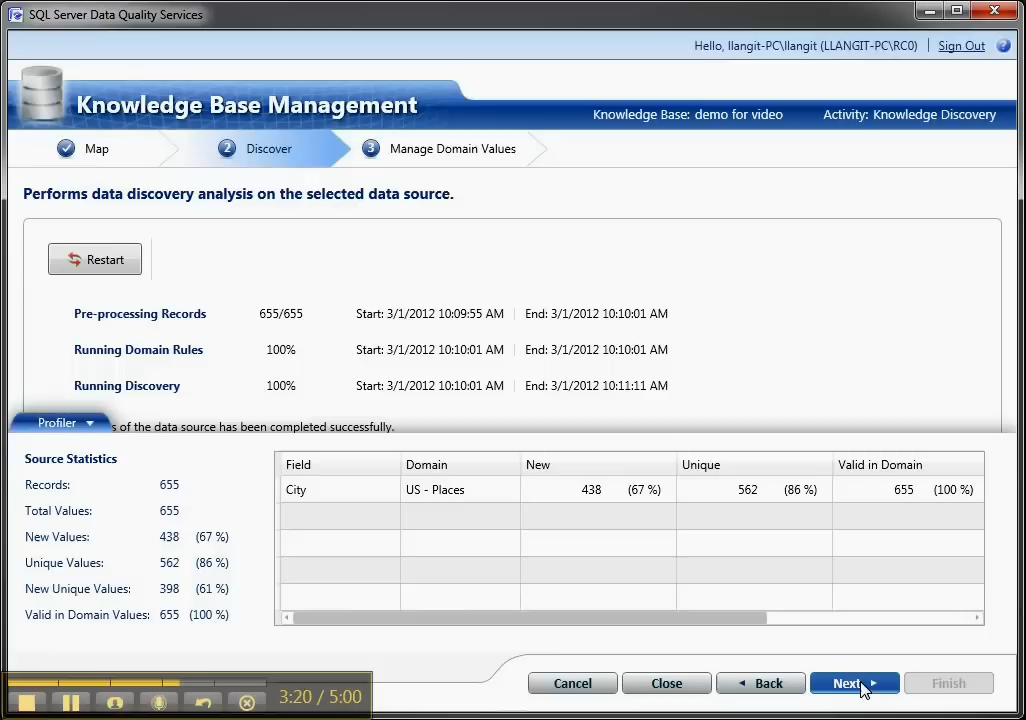 SQL Server Data Quality Services
Hello, llangit-PC\llangit (LLANGIT-PC\RC0) Sign Out
Knowledge Base Management
Knowledge Base: demo for video Activity: Knowledge Discovery
Map 2 Discover 3 Manage Domain Values
Performs data discovery analysis on the selected data source.
Restart
Pre-processing Records 655/655 Start: 3/1/2012 10:09:55 AM End: 3/1/2012 10:10:01 AM
Running Domain Rules 100% Start: 3/1/2012 10:10:01 AM End: 3/1/2012 10:10:01 AM
Running Discovery 100% Start: 3/1/2012 10:10:01 AM End: 3/1/2012 10:11:11 AM
Profiler s of the data source has been completed successfully.
Source Statistics
Records: 655
Total Values: 655
New Values: 438 (67 %)
Unique Values: 562 (86 %)
New Unique Values: 398 (61 %)
Valid in Domain Values: 655 (100 %)
Field Domain New Unique Valid in Domain
City US - Places 438 (67 %) 562 (86 %) 655 (100 %)
Cancel Close Back Next Finish
3:20 / 5:00